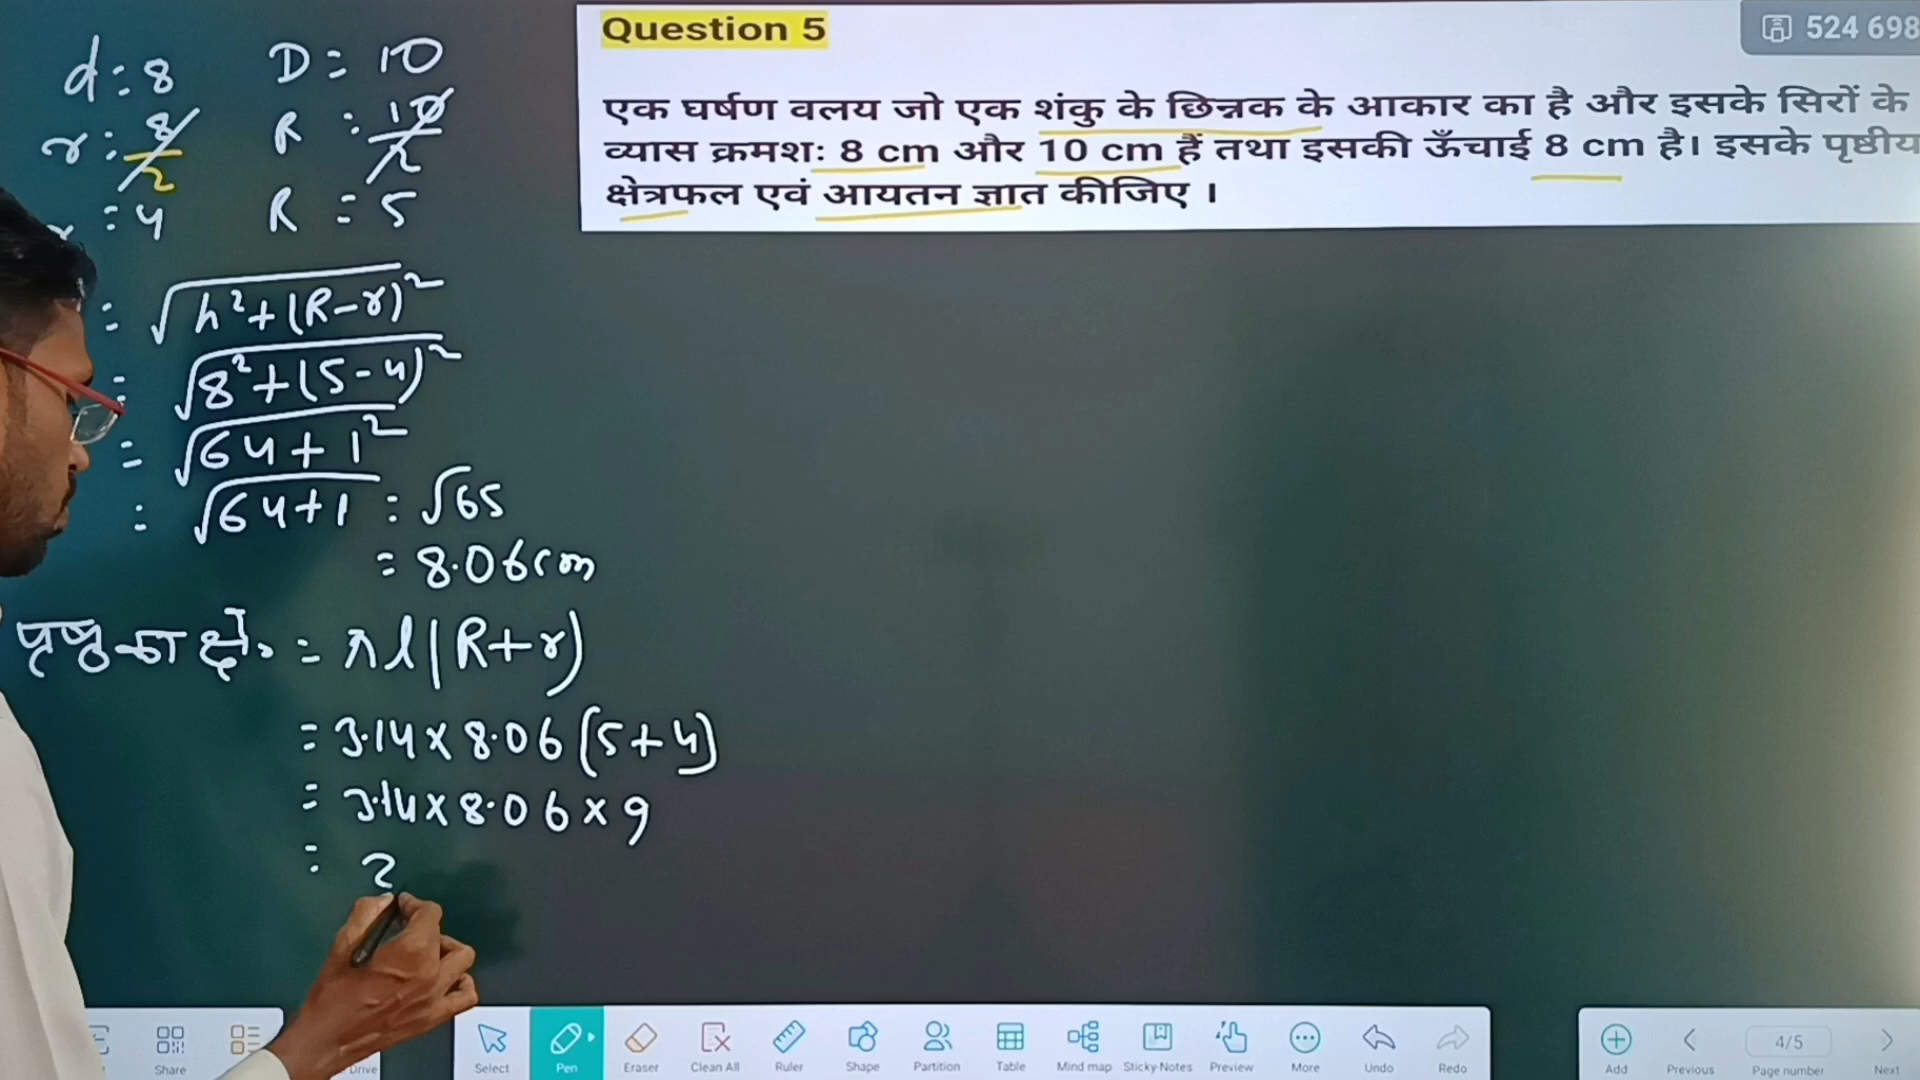 d = 8 D = 10
r = 8/2 R = 10/2
r = 4 R = 5
= √h²+(R-r)²
= √8²+(5-4)²
= √64+1²
= √64+1 = √65
= 8.06cm
पृष्ठ का क्षे० = πl(R+r)
= 3.14×8.06(5+4)
= 3.14×8.06×9
= 2
Question 5
524 698
एक घर्षण वलय जो एक शंकु के छिन्नक के आकार का है और इसके सिरों के
व्यास क्रमशः 8 cm और 10 cm हैं तथा इसकी ऊँचाई 8 cm है। इसके पृष्ठीय
क्षेत्रफल एवं आयतन ज्ञात कीजिए ।
Share Drive
Select Pen Eraser Clean All Ruler Shape Partition Table Mind map Sticky-Notes Preview More Undo Redo
4/5
Add Previous Page number Next